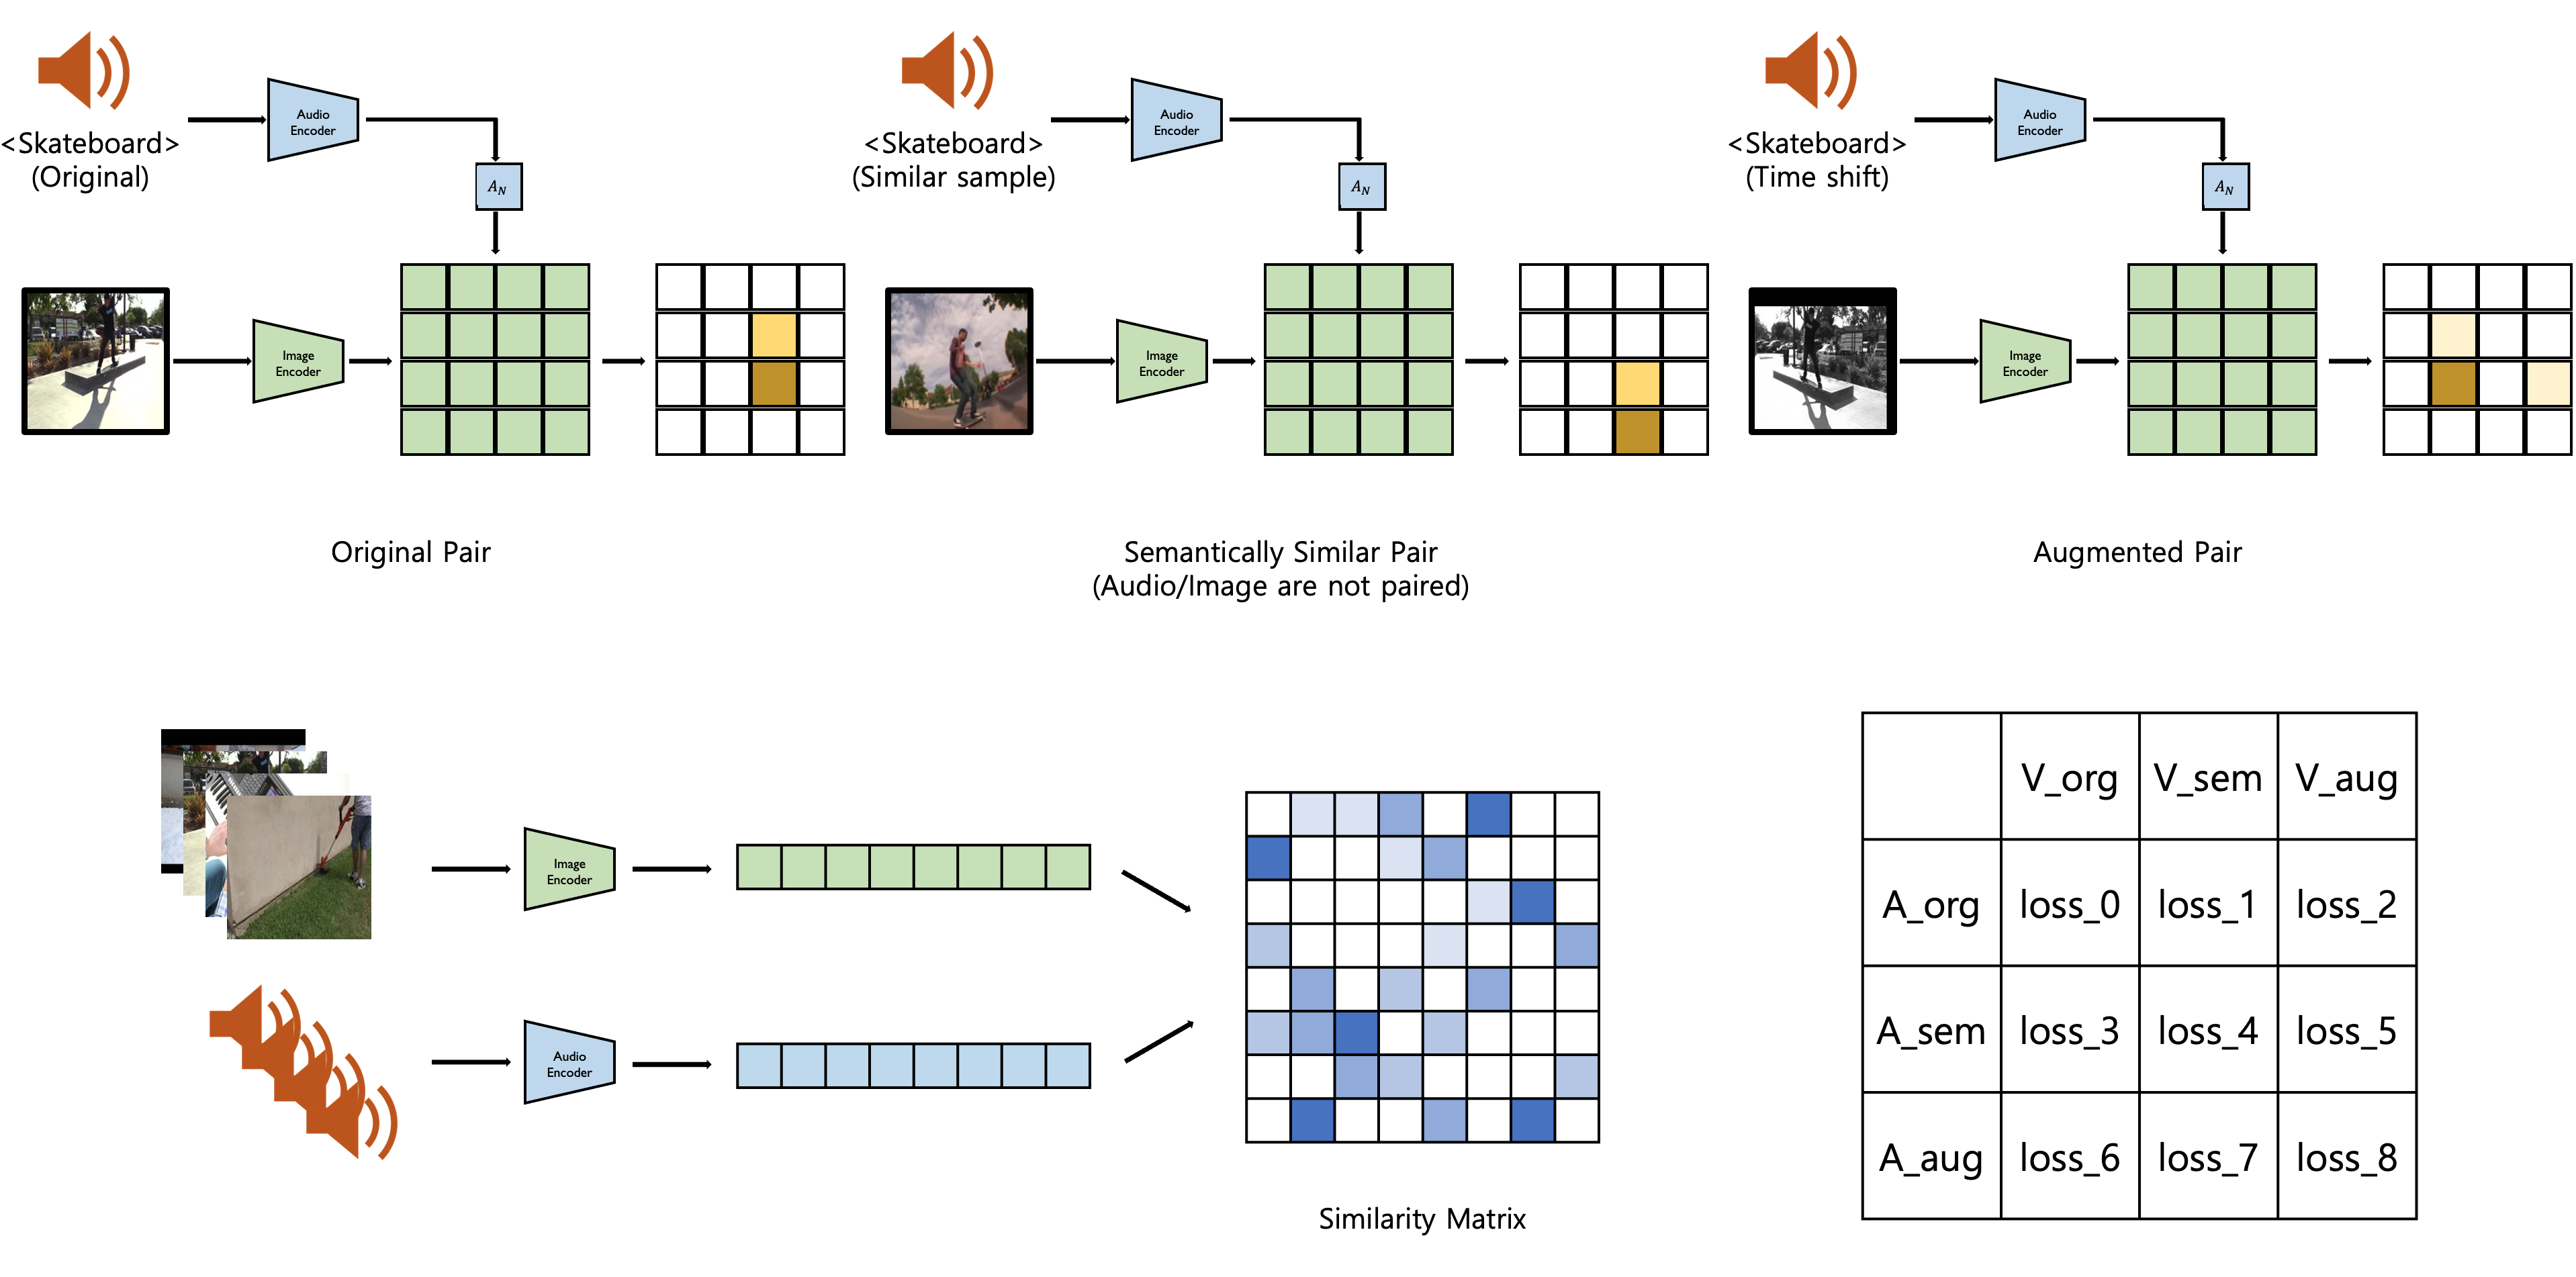 <Skateboard>
(Original)
Audio
Encoder
A_N
Image
Encoder
Original Pair
<Skateboard>
(Similar sample)
Audio
Encoder
A_N
Image
Encoder
Semantically Similar Pair
(Audio/Image are not paired)
<Skateboard>
(Time shift)
Audio
Encoder
A_N
Image
Encoder
Augmented Pair
Image
Encoder
Audio
Encoder
Similarity Matrix
V_org V_sem V_aug
A_org loss_0 loss_1 loss_2
A_sem loss_3 loss_4 loss_5
A_aug loss_6 loss_7 loss_8